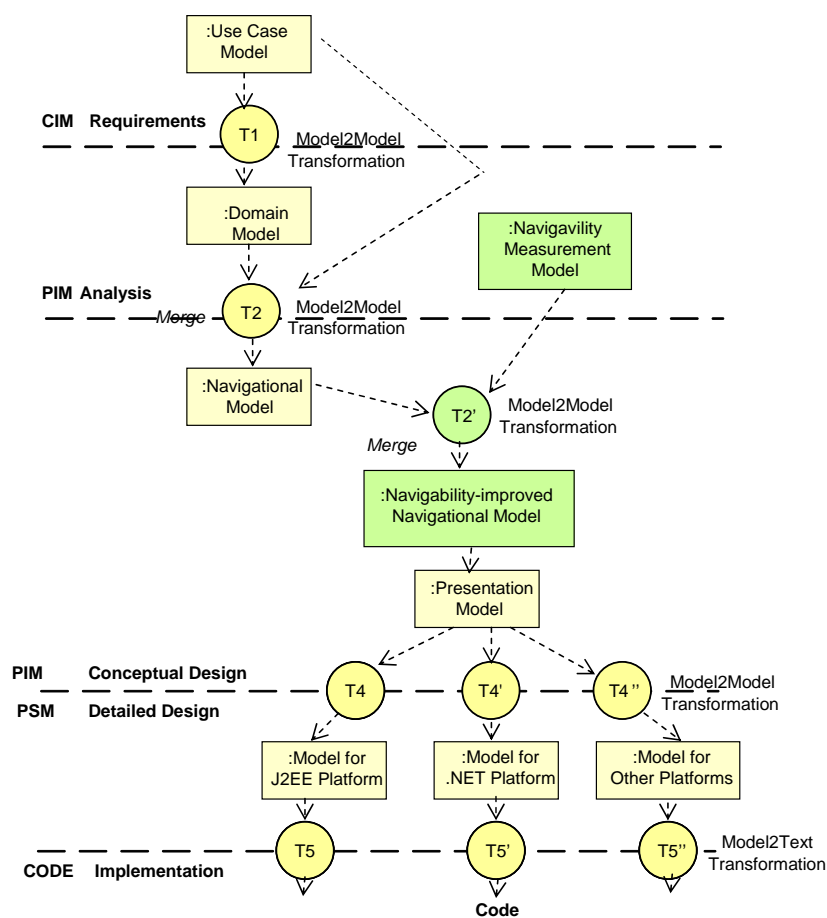 :Use Case
Model
CIM Requirements
T1
Model2Model
Transformation
:Domain
Model
:Navigavility
Measurement
Model
PIM Analysis
Merge
T2
Model2Model
Transformation
:Navigational
Model
T2’
Model2Model
Transformation
Merge
:Navigability-improved
Navigational Model
:Presentation
Model
PIM Conceptual Design
T4
T4'
T4’’
Model2Model
Transformation
PSM Detailed Design
:Model for
J2EE Platform
:Model for
.NET Platform
:Model for
Other Platforms
T5
T5'
T5''
Model2Text
Transformation
CODE Implementation
Code